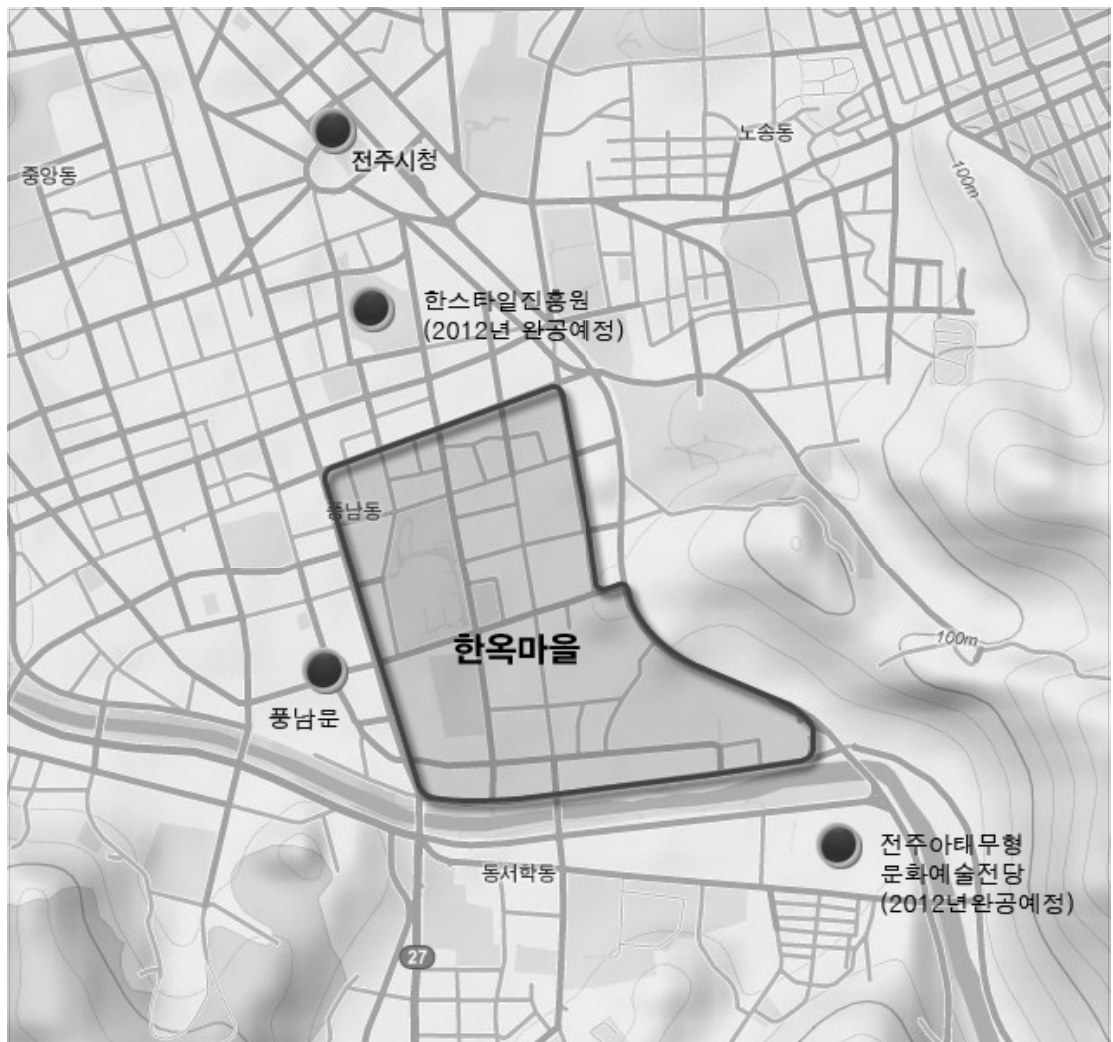 노송동
전주시청
중앙동
100m
한스타일진흥원
(2012년 완공예정)
풍남동
한옥마을
100m
풍남문
전주아태무형
문화예술전당
(2012년완공예정)
동서학동
27